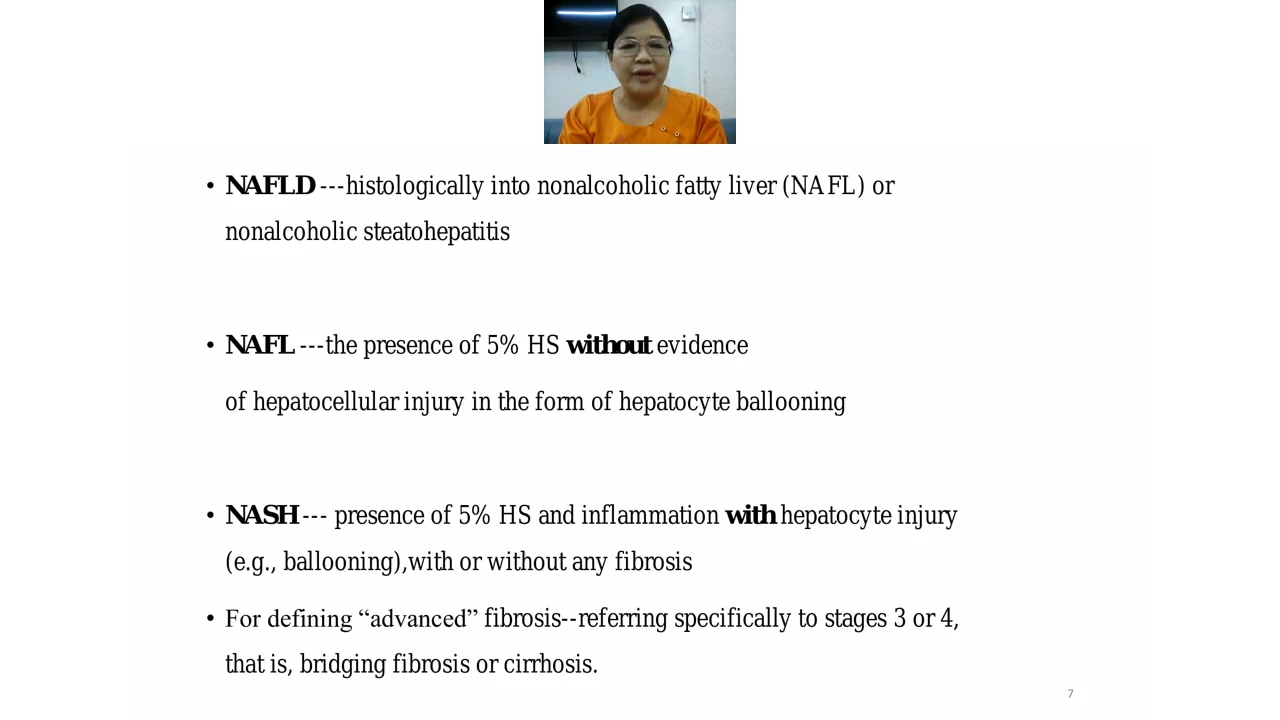 • NAFLD ---histologically into nonalcoholic fatty liver (NAFL) or
nonalcoholic steatohepatitis
• NAFL ---the presence of 5% HS without evidence
of hepatocellular injury in the form of hepatocyte ballooning
• NASH --- presence of 5% HS and inflammation with hepatocyte injury
(e.g., ballooning),with or without any fibrosis
• For defining “advanced” fibrosis--referring specifically to stages 3 or 4,
that is, bridging fibrosis or cirrhosis.
7